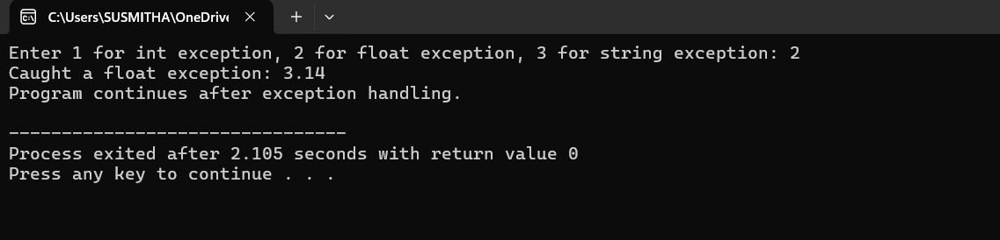 C:\Users\SUSMITHA\OneDrive
Enter 1 for int exception, 2 for float exception, 3 for string exception: 2
Caught a float exception: 3.14
Program continues after exception handling.
--------------------------------
Process exited after 2.105 seconds with return value 0
Press any key to continue . . .